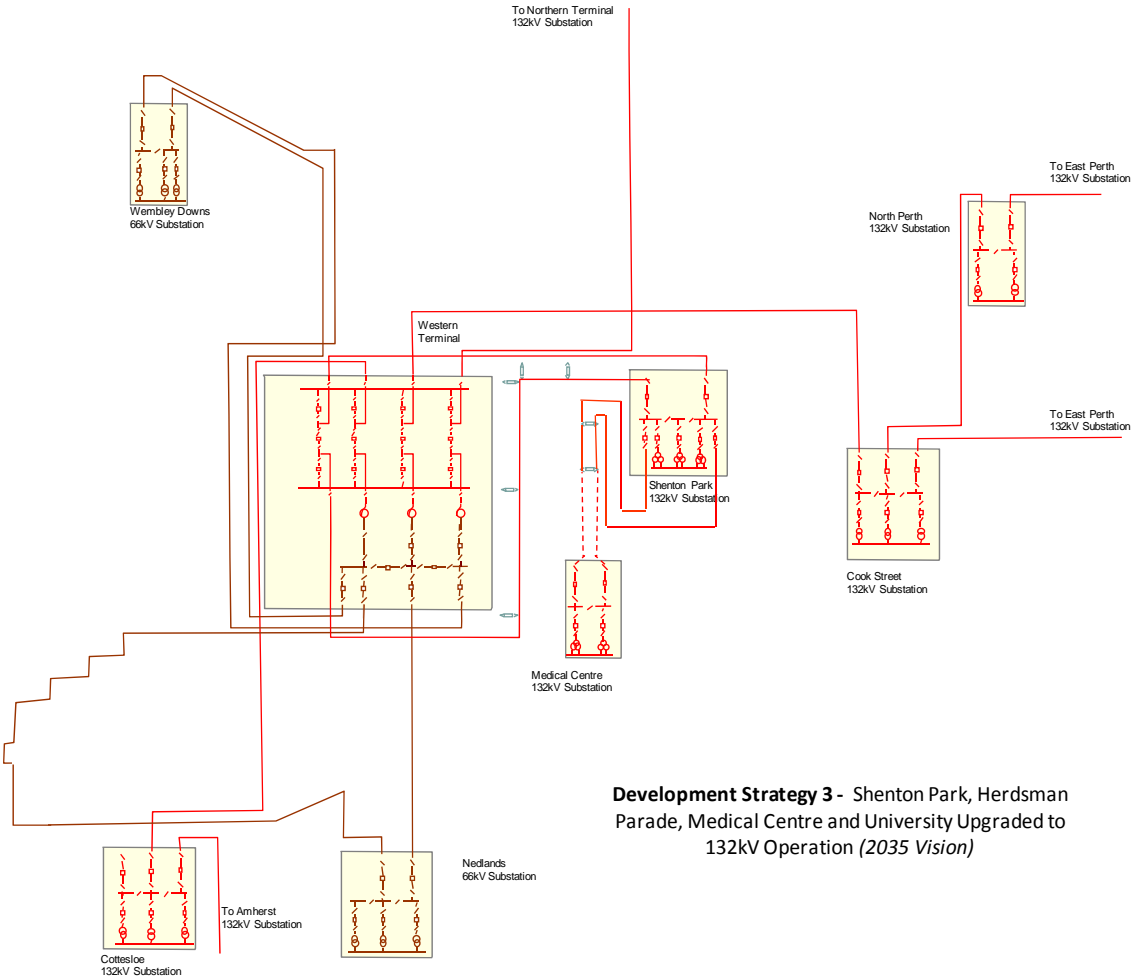 To Northern Terminal
132kV Substation
Wembley Downs
66kV Substation
To East Perth
132kV Substation
North Perth
132kV Substation
Western
Terminal
To East Perth
132kV Substation
Shenton Park
132kV Substation
Cook Street
132kV Substation
Medical Centre
132kV Substation
Development Strategy 3 - Shenton Park, Herdsman
Parade, Medical Centre and University Upgraded to
132kV Operation (2035 Vision)
Nedlands
66kV Substation
To Amherst
132kV Substation
Cottesloe
132kV Substation